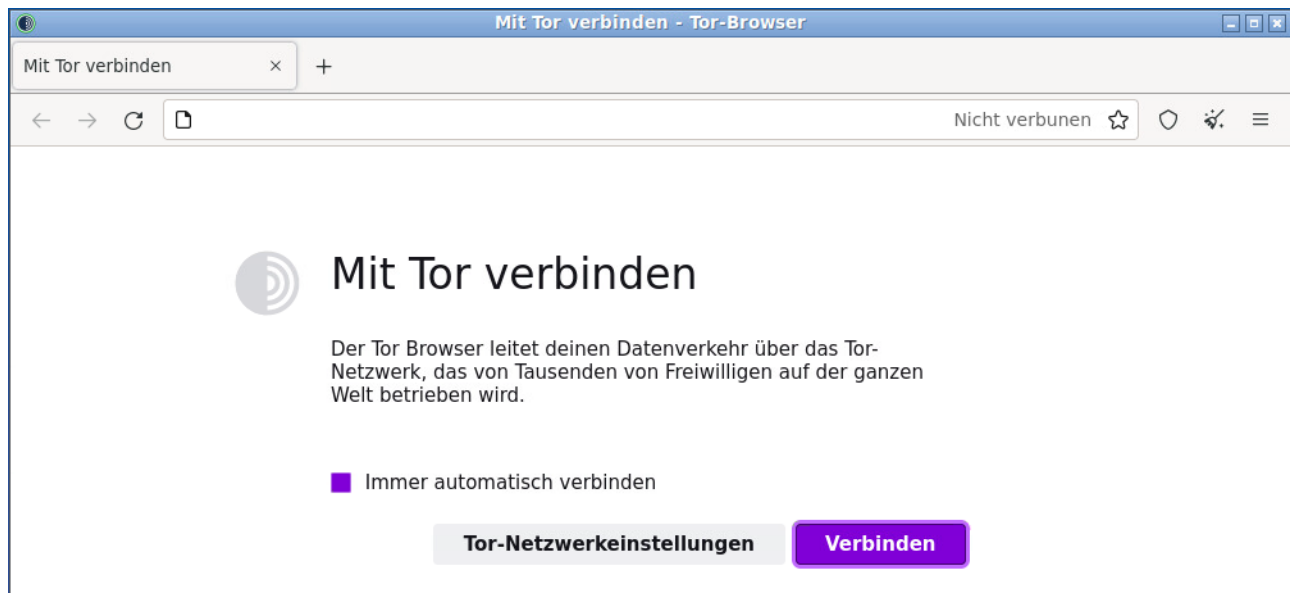 Mit Tor verbinden - Tor-Browser
Mit Tor verbinden
Nicht verbunen
Mit Tor verbinden
Der Tor Browser leitet deinen Datenverkehr über das Tor-
Netzwerk, das von Tausenden von Freiwilligen auf der ganzen
Welt betrieben wird.
Immer automatisch verbinden
Tor-Netzwerkeinstellungen Verbinden